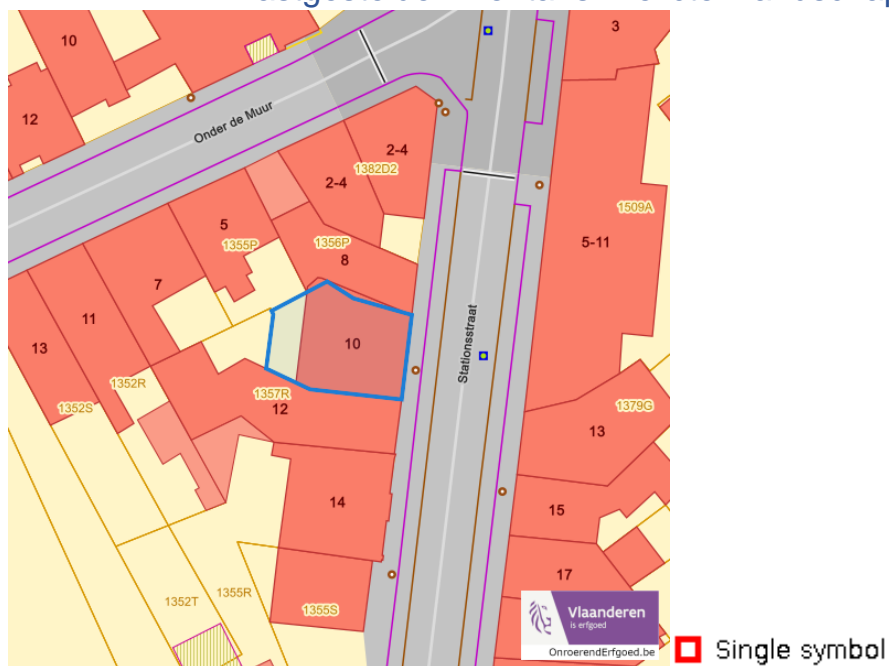 10
3
12
Onder de Muur
2-4
1382D2
2-4
1509A
5
1355P
1356P
5-11
8
7
11
10
Stationsstraat
13
1352R
1352S
1357R
12
1379G
13
14
15
17
1352T
1355R
1355S
Vlaanderen
is erfgoed
OnroerendErfgoed.be
Single symbol